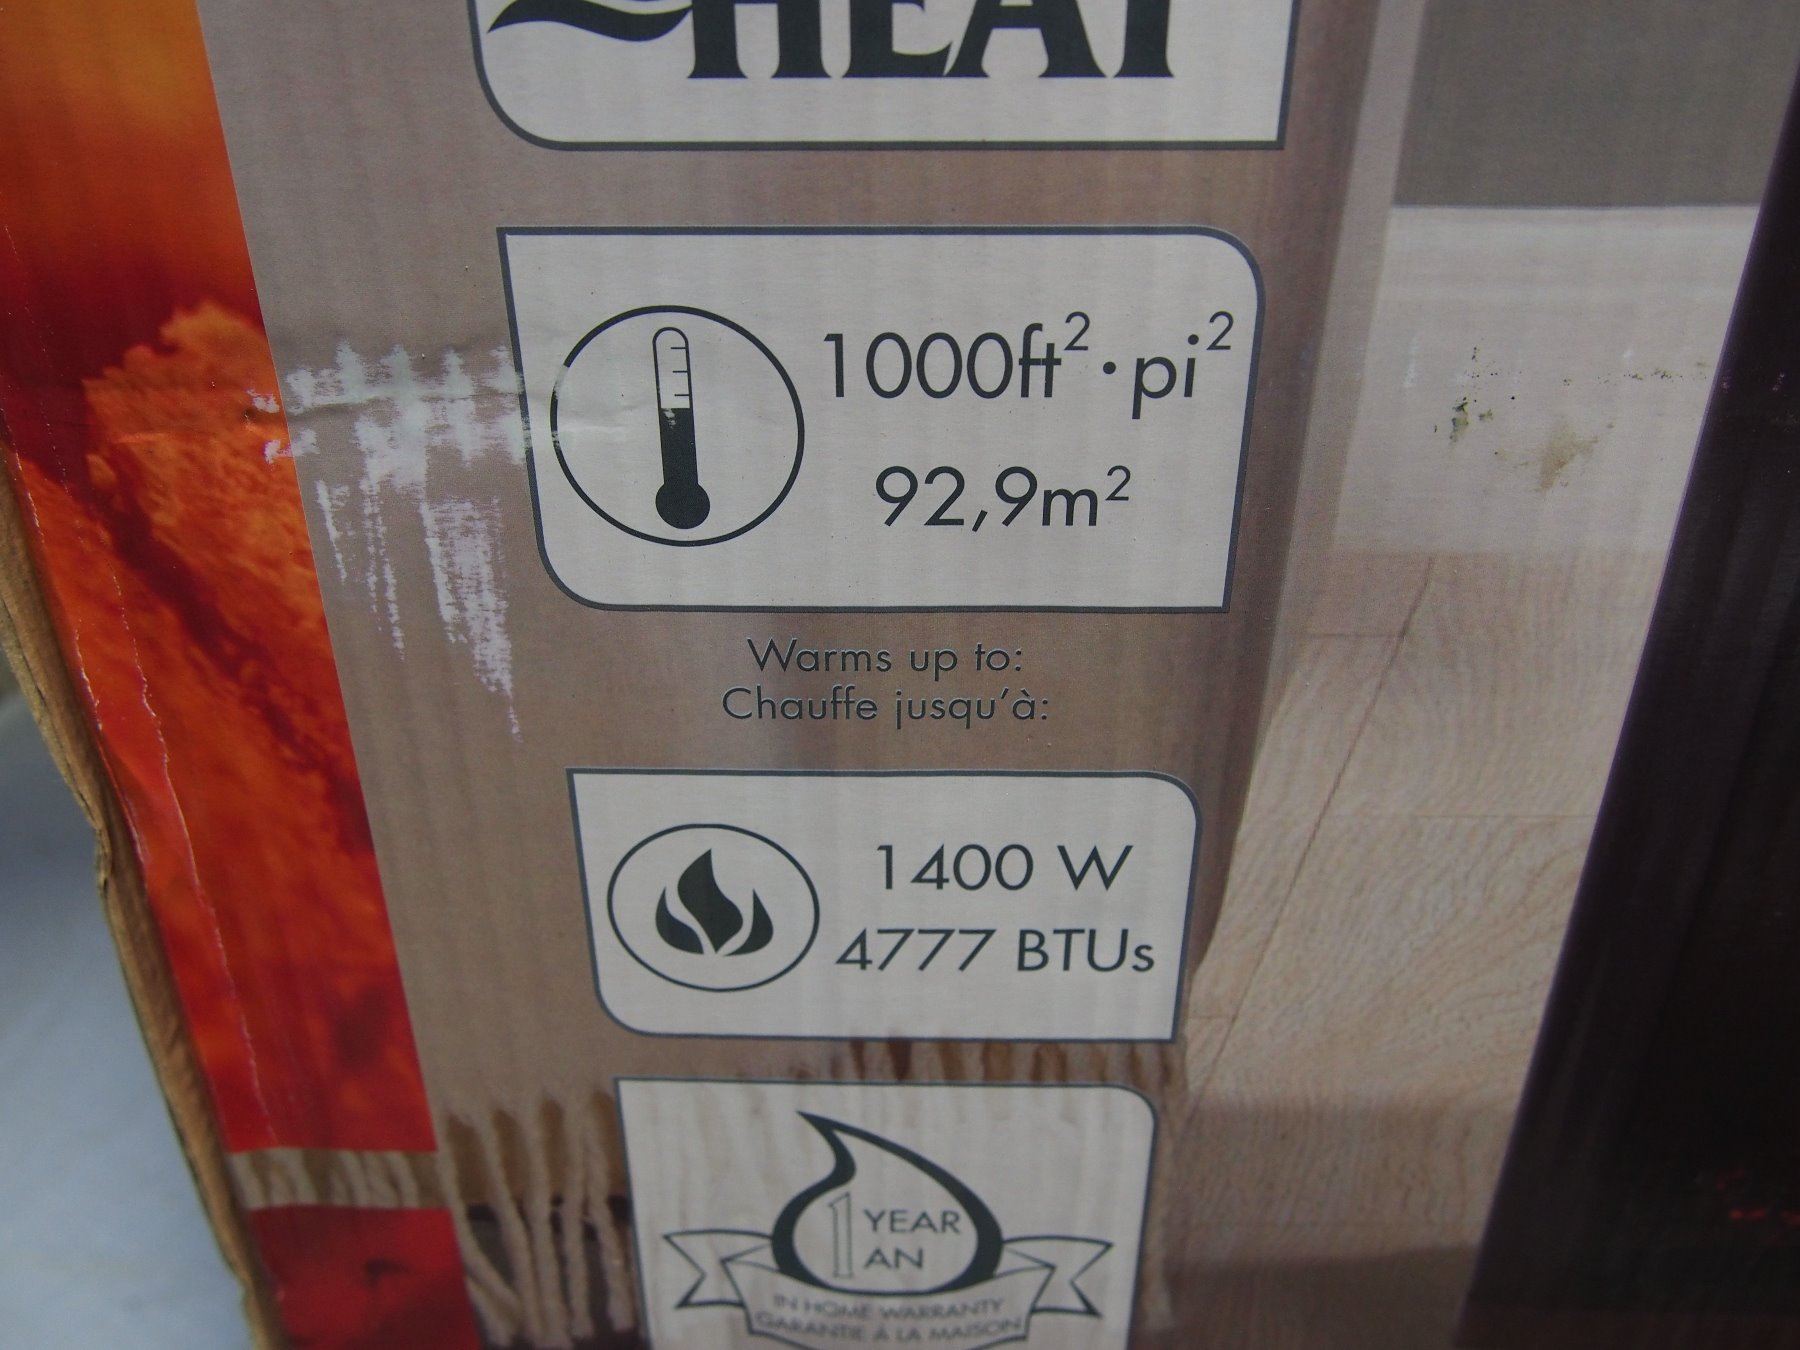 HEAT
1000ft²·pi²
92,9m²
Warms up to:
Chauffe jusqu'à:
1400 W
4777 BTUs
1 YEAR
AN
IN HOME WARRANTY
GARANTIE À LA MAISON